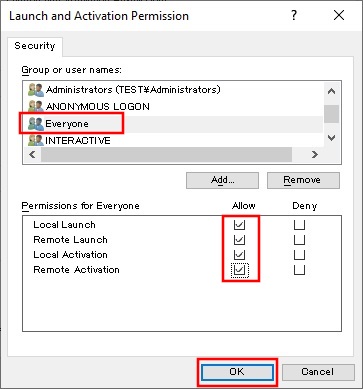 Launch and Activation Permission
Security
Group or user names:
Administrators (TEST¥Administrators)
ANONYMOUS LOGON
Everyone
INTERACTIVE
Add... Remove
Permissions for Everyone Allow Deny
Local Launch
Remote Launch
Local Activation
Remote Activation
OK Cancel